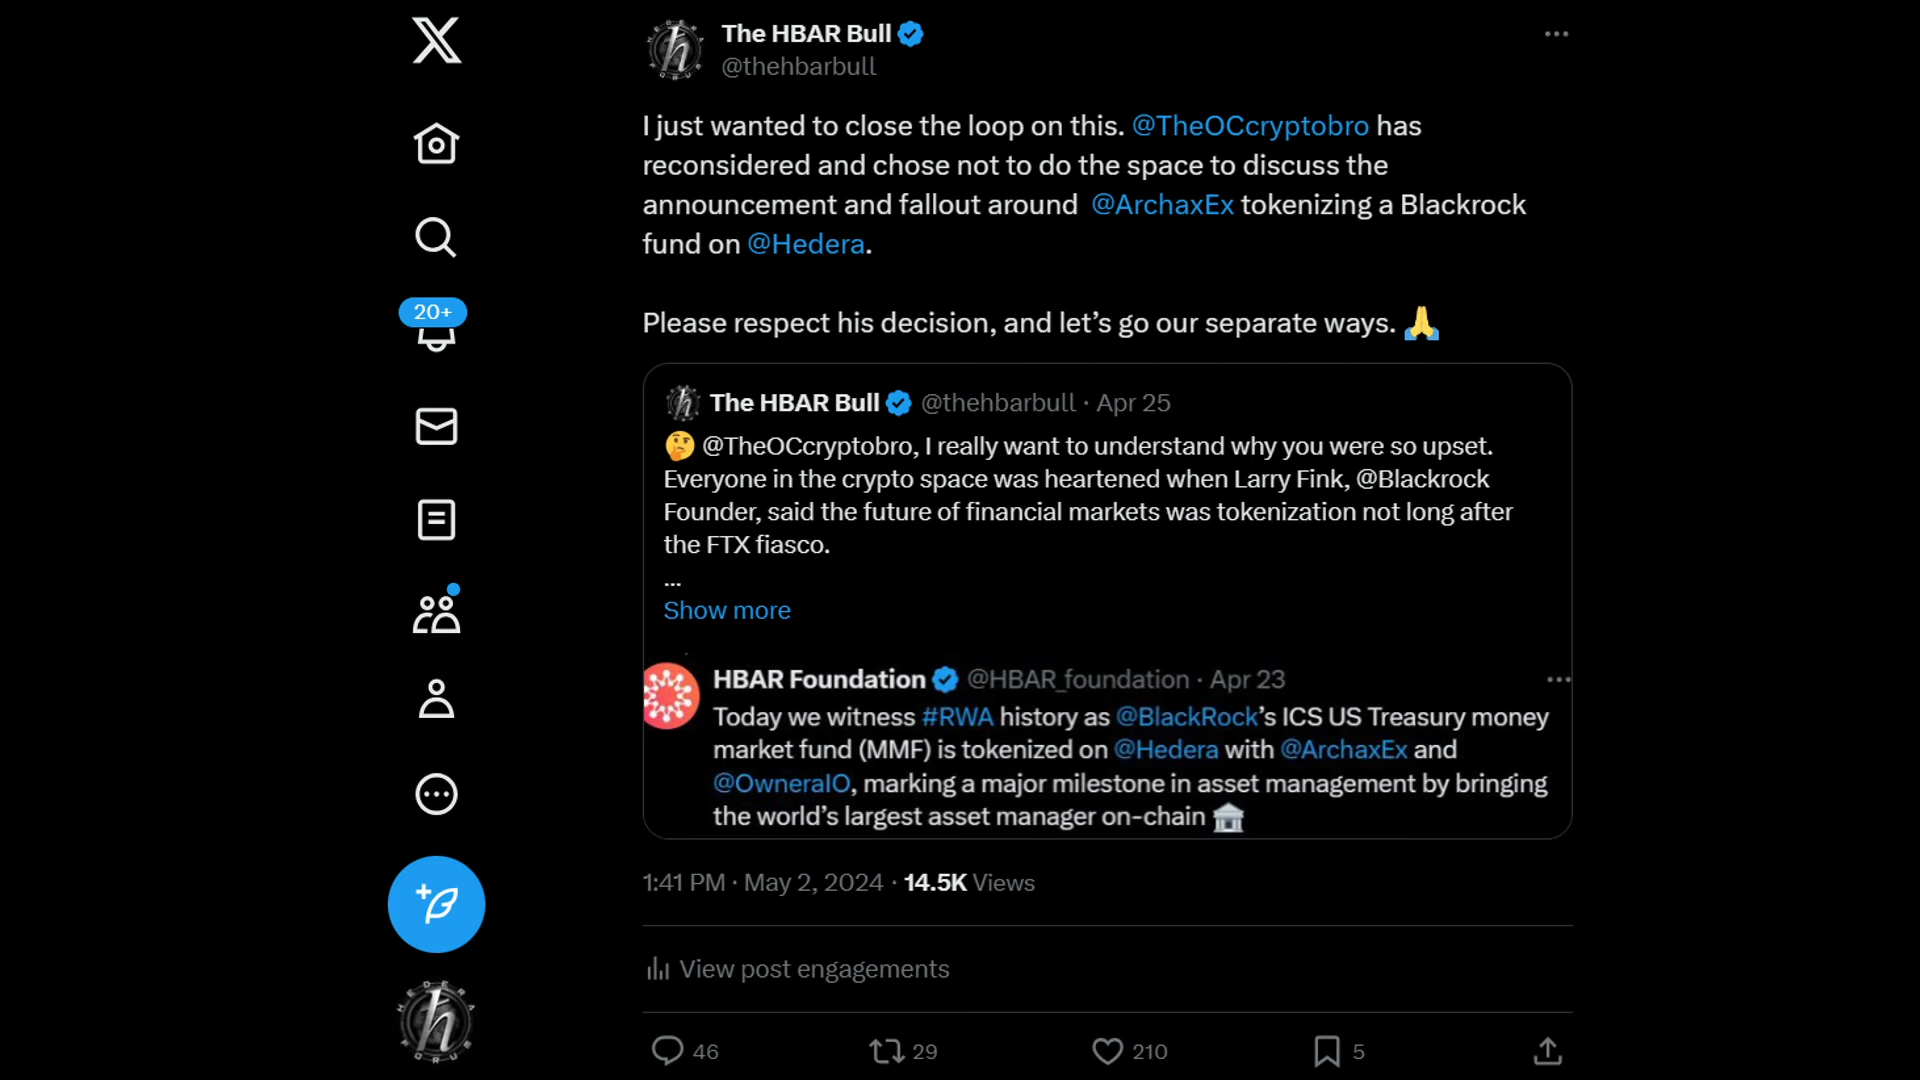 The HBAR Bull
@thehbarbull
I just wanted to close the loop on this. @TheOCcryptobro has
reconsidered and chose not to do the space to discuss the
announcement and fallout around @ArchaxEx tokenizing a Blackrock
fund on @Hedera.
20+
Please respect his decision, and let’s go our separate ways. 🙏
The HBAR Bull @thehbarbull · Apr 25
🤔 @TheOCcryptobro, I really want to understand why you were so upset.
Everyone in the crypto space was heartened when Larry Fink, @Blackrock
Founder, said the future of financial markets was tokenization not long after
the FTX fiasco.
...
Show more
HBAR Foundation @HBAR_foundation · Apr 23
Today we witness #RWA history as @BlackRock’s ICS US Treasury money
market fund (MMF) is tokenized on @Hedera with @ArchaxEx and
@OwneraIO, marking a major milestone in asset management by bringing
the world’s largest asset manager on-chain 🏛️
1:41 PM · May 2, 2024 · 14.5K Views
View post engagements
HEDERA
46 29 210 5